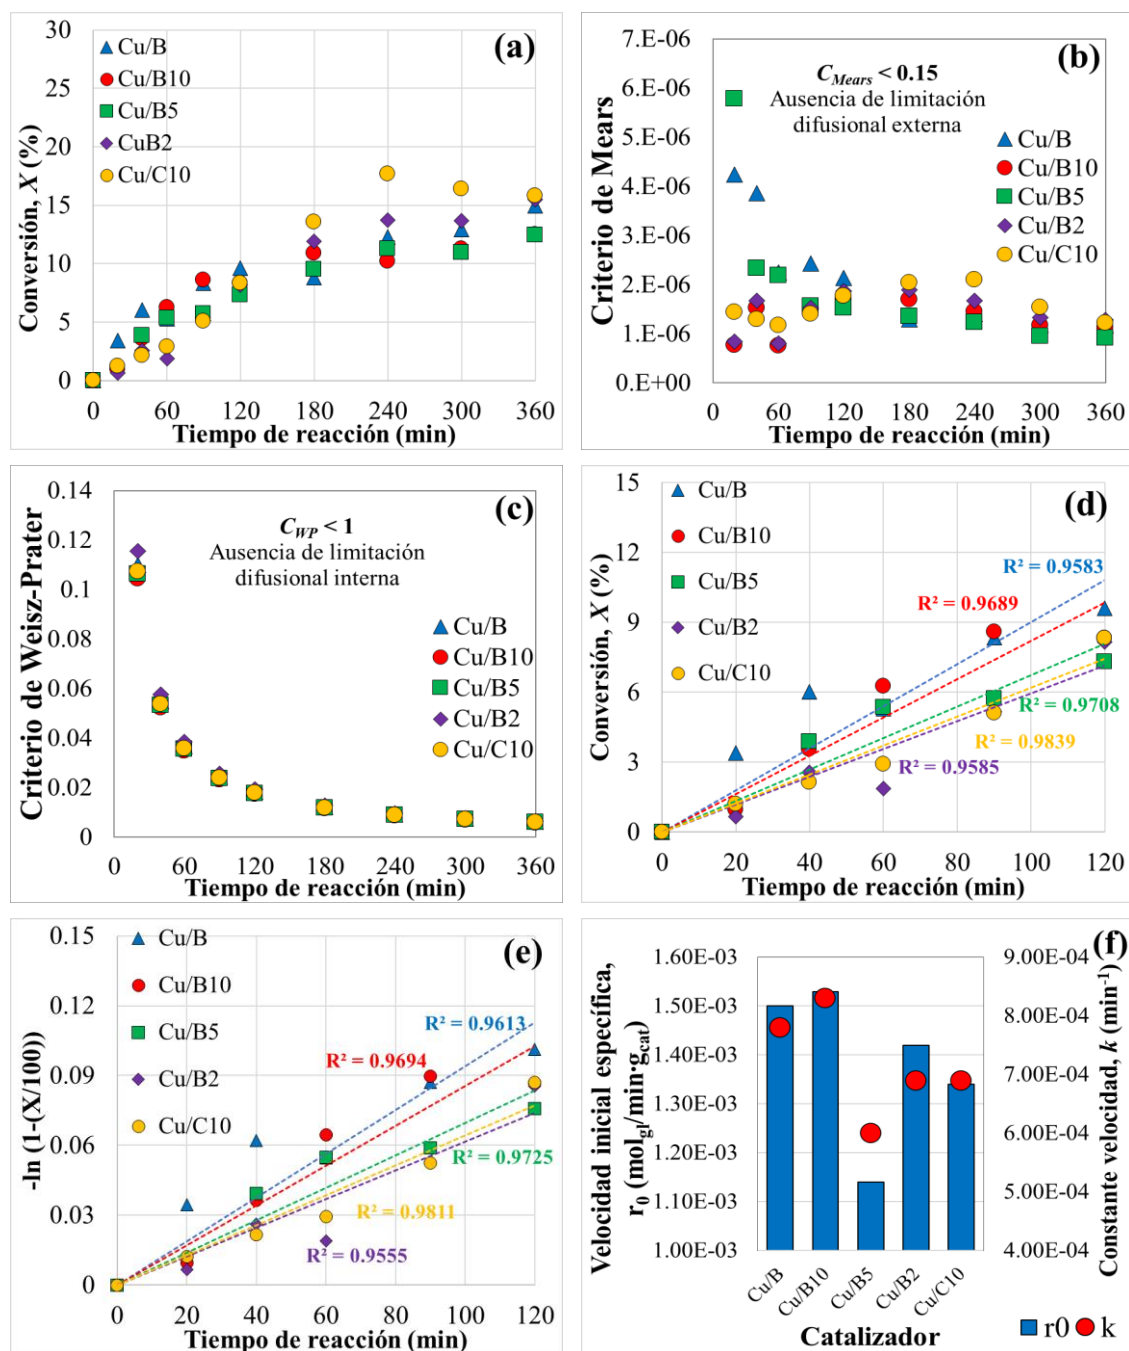 (a)
Cu/B
Cu/B10
Cu/B5
CuB2
Cu/C10
Conversión, X (%)
30
25
20
15
10
5
0
0 60 120 180 240 300 360
Tiempo de reacción (min)
(b)
C_Mears < 0.15
Ausencia de limitación
difusional externa
Cu/B
Cu/B10
Cu/B5
Cu/B2
Cu/C10
Criterio de Mears
7.E-06
6.E-06
5.E-06
4.E-06
3.E-06
2.E-06
1.E-06
0.E+00
0 60 120 180 240 300 360
Tiempo de reacción (min)
(c)
C_WP < 1
Ausencia de limitación
difusional interna
Cu/B
Cu/B10
Cu/B5
Cu/B2
Cu/C10
Criterio de Weisz-Prater
0.14
0.12
0.1
0.08
0.06
0.04
0.02
0
0 60 120 180 240 300 360
Tiempo de reacción (min)
(d)
Cu/B
Cu/B10
Cu/B5
Cu/B2
Cu/C10
R² = 0.9583
R² = 0.9689
R² = 0.9708
R² = 0.9839
R² = 0.9585
Conversión, X (%)
15
12
9
6
3
0
0 20 40 60 80 100 120
Tiempo de reacción (min)
(e)
Cu/B
Cu/B10
Cu/B5
Cu/B2
Cu/C10
R² = 0.9613
R² = 0.9694
R² = 0.9725
R² = 0.9811
R² = 0.9555
-ln (1-(X/100))
0.15
0.12
0.09
0.06
0.03
0
0 20 40 60 80 100 120
Tiempo de reacción (min)
(f)
Velocidad inicial específica,
r₀ (mol_gl/min·g_cat)
1.60E-03
1.50E-03
1.40E-03
1.30E-03
1.20E-03
1.10E-03
1.00E-03
9.00E-04
8.00E-04
7.00E-04
6.00E-04
5.00E-04
4.00E-04
Constante velocidad, k (min⁻¹)
Cu/B Cu/B10 Cu/B5 Cu/B2 Cu/C10
Catalizador
r0 k